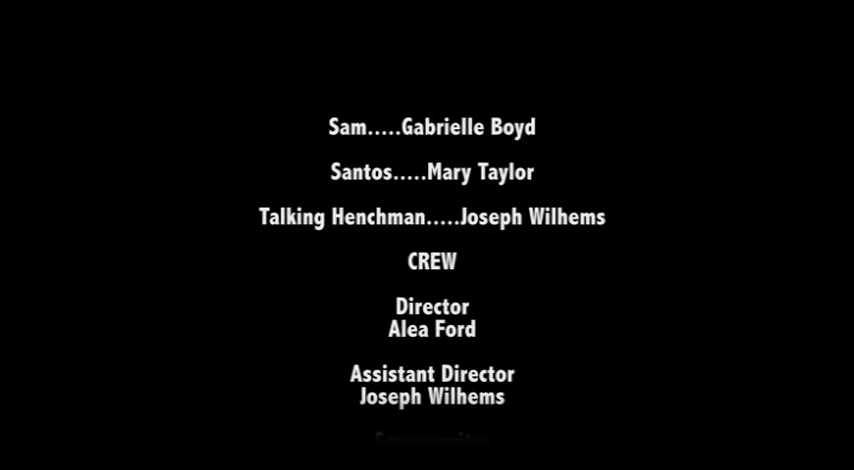 Sam.....Gabrielle Boyd
Santos.....Mary Taylor
Talking Henchman.....Joseph Wilhems
CREW
Director
Alea Ford
Assistant Director
Joseph Wilhems